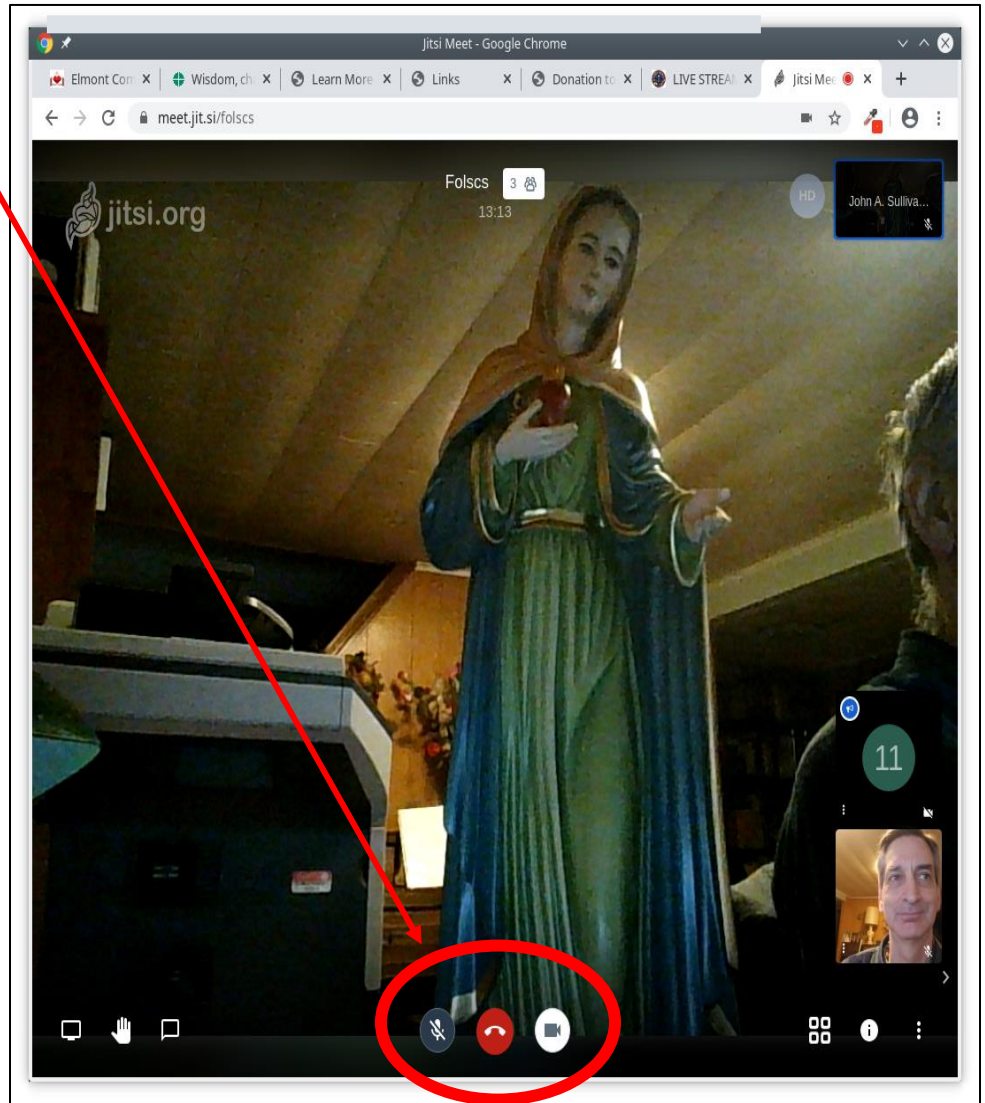 Jitsi Meet - Google Chrome
Elmont Com
Wisdom, ch
Learn More
Links
Donation to
LIVE STREA
Jitsi Mee
meet.jit.si/folscs
jitsi.org
Folscs 3
13:13
HD
John A. Sulliva...
11